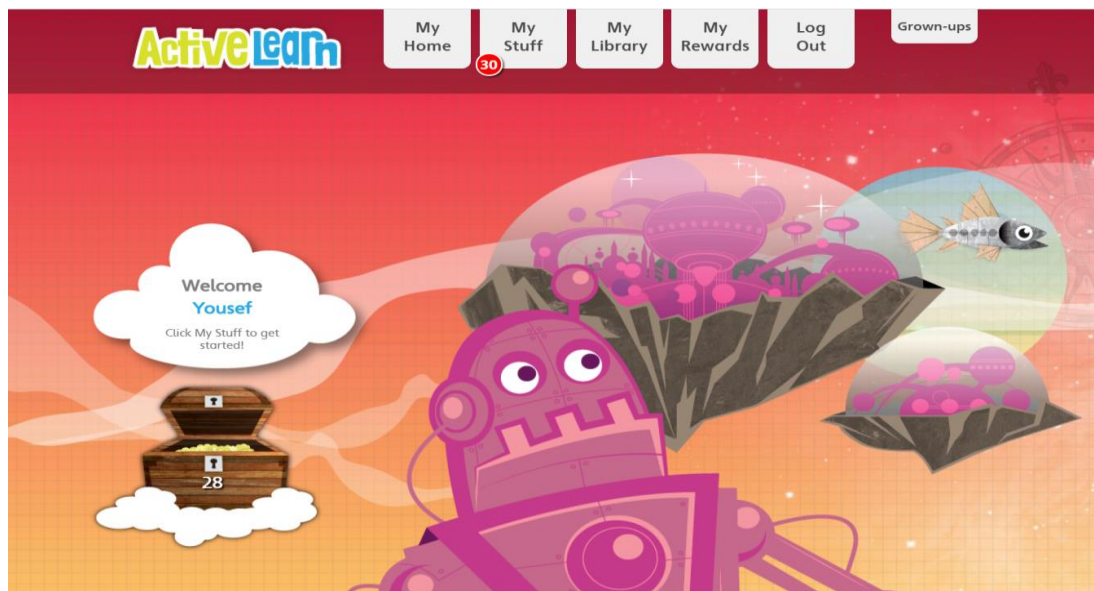 ActiveLearn
My
Home
My
Stuff
30
My
Library
My
Rewards
Log
Out
Grown-ups
Welcome
Yousef
Click My Stuff to get
started!
28